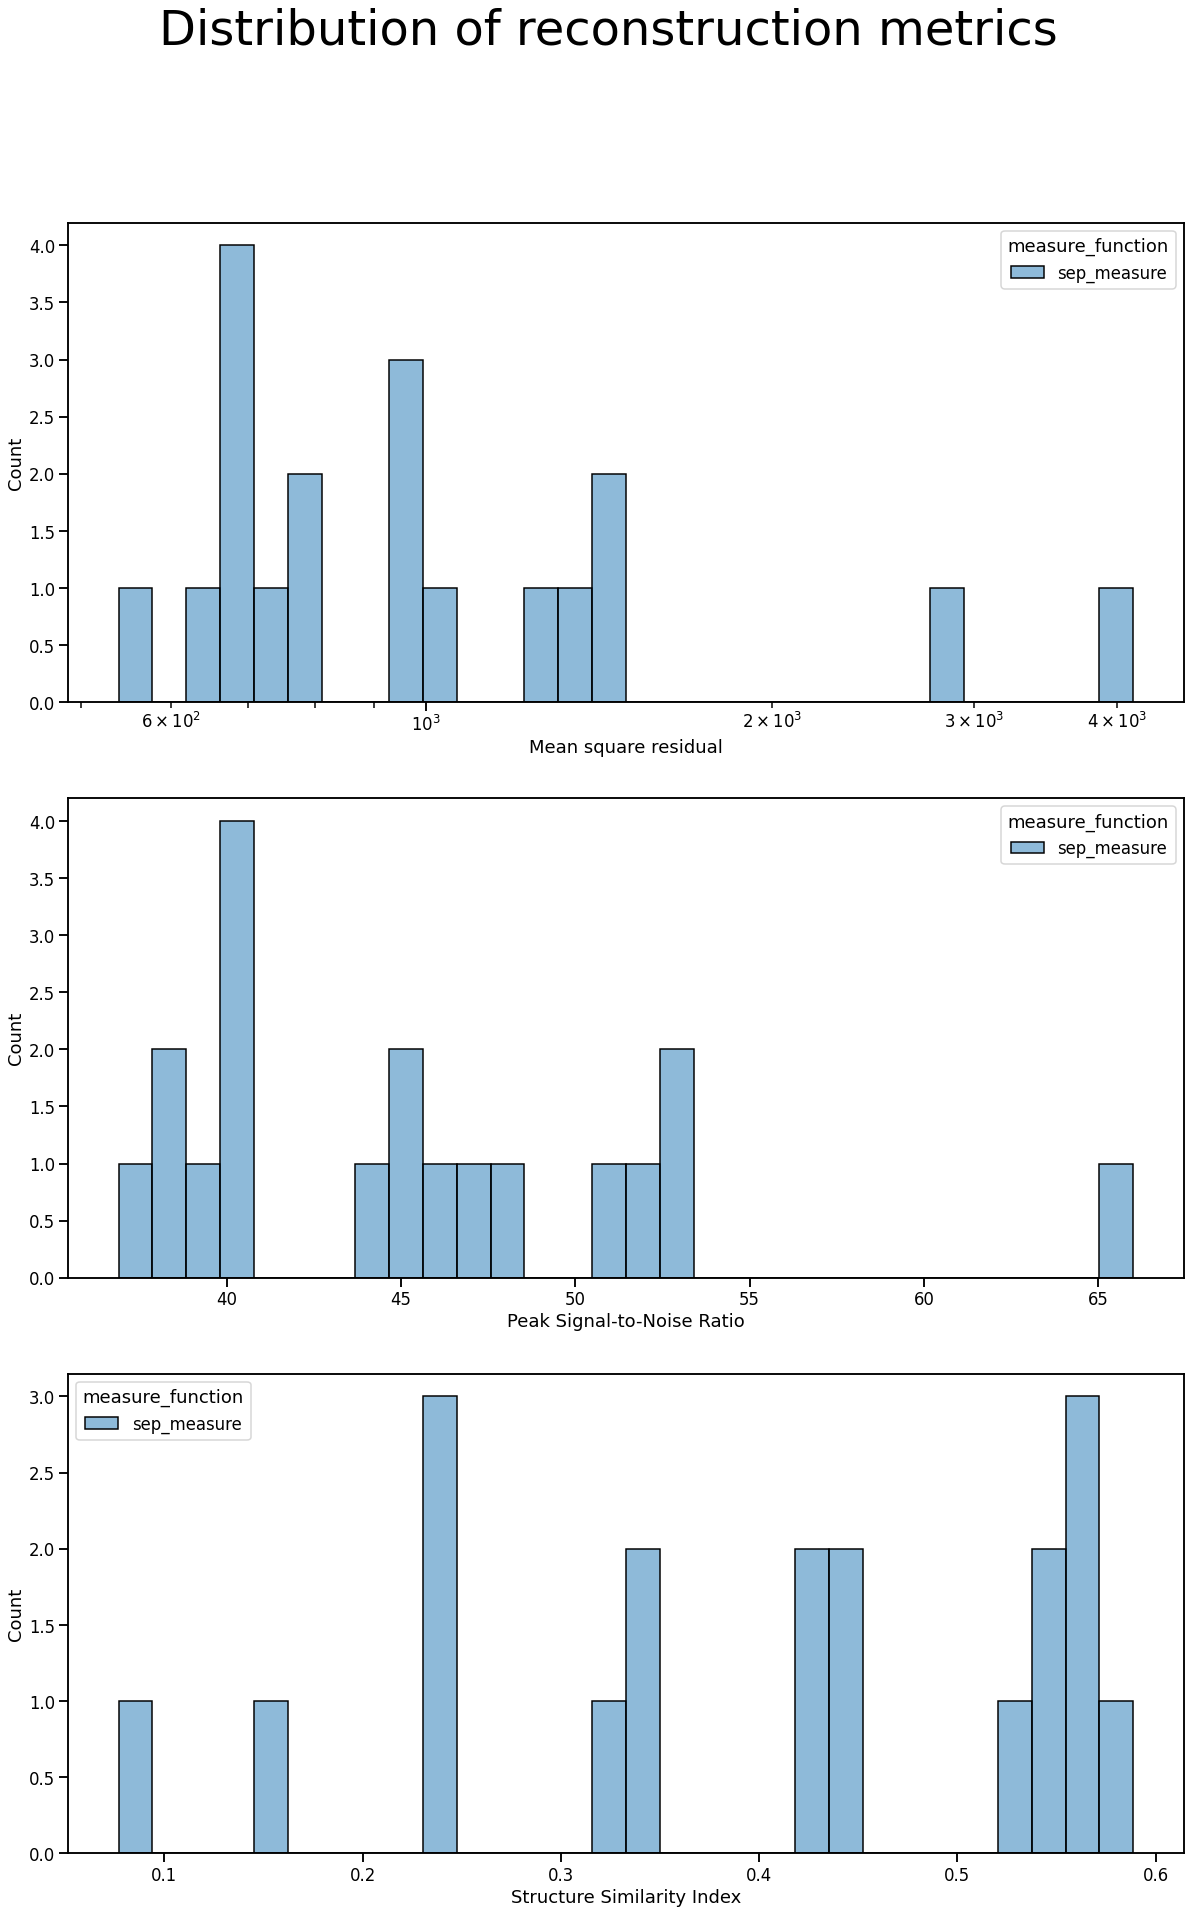 Distribution of reconstruction metrics
measure_function
sep_measure
4.0
3.5
3.0
2.5
2.0
1.5
1.0
0.5
0.0
Count
6 × 10²
10³
2 × 10³
3 × 10³
4 × 10³
Mean square residual
measure_function
sep_measure
4.0
3.5
3.0
2.5
2.0
1.5
1.0
0.5
0.0
Count
40
45
50
55
60
65
Peak Signal-to-Noise Ratio
measure_function
sep_measure
3.0
2.5
2.0
1.5
1.0
0.5
0.0
Count
0.1
0.2
0.3
0.4
0.5
0.6
Structure Similarity Index